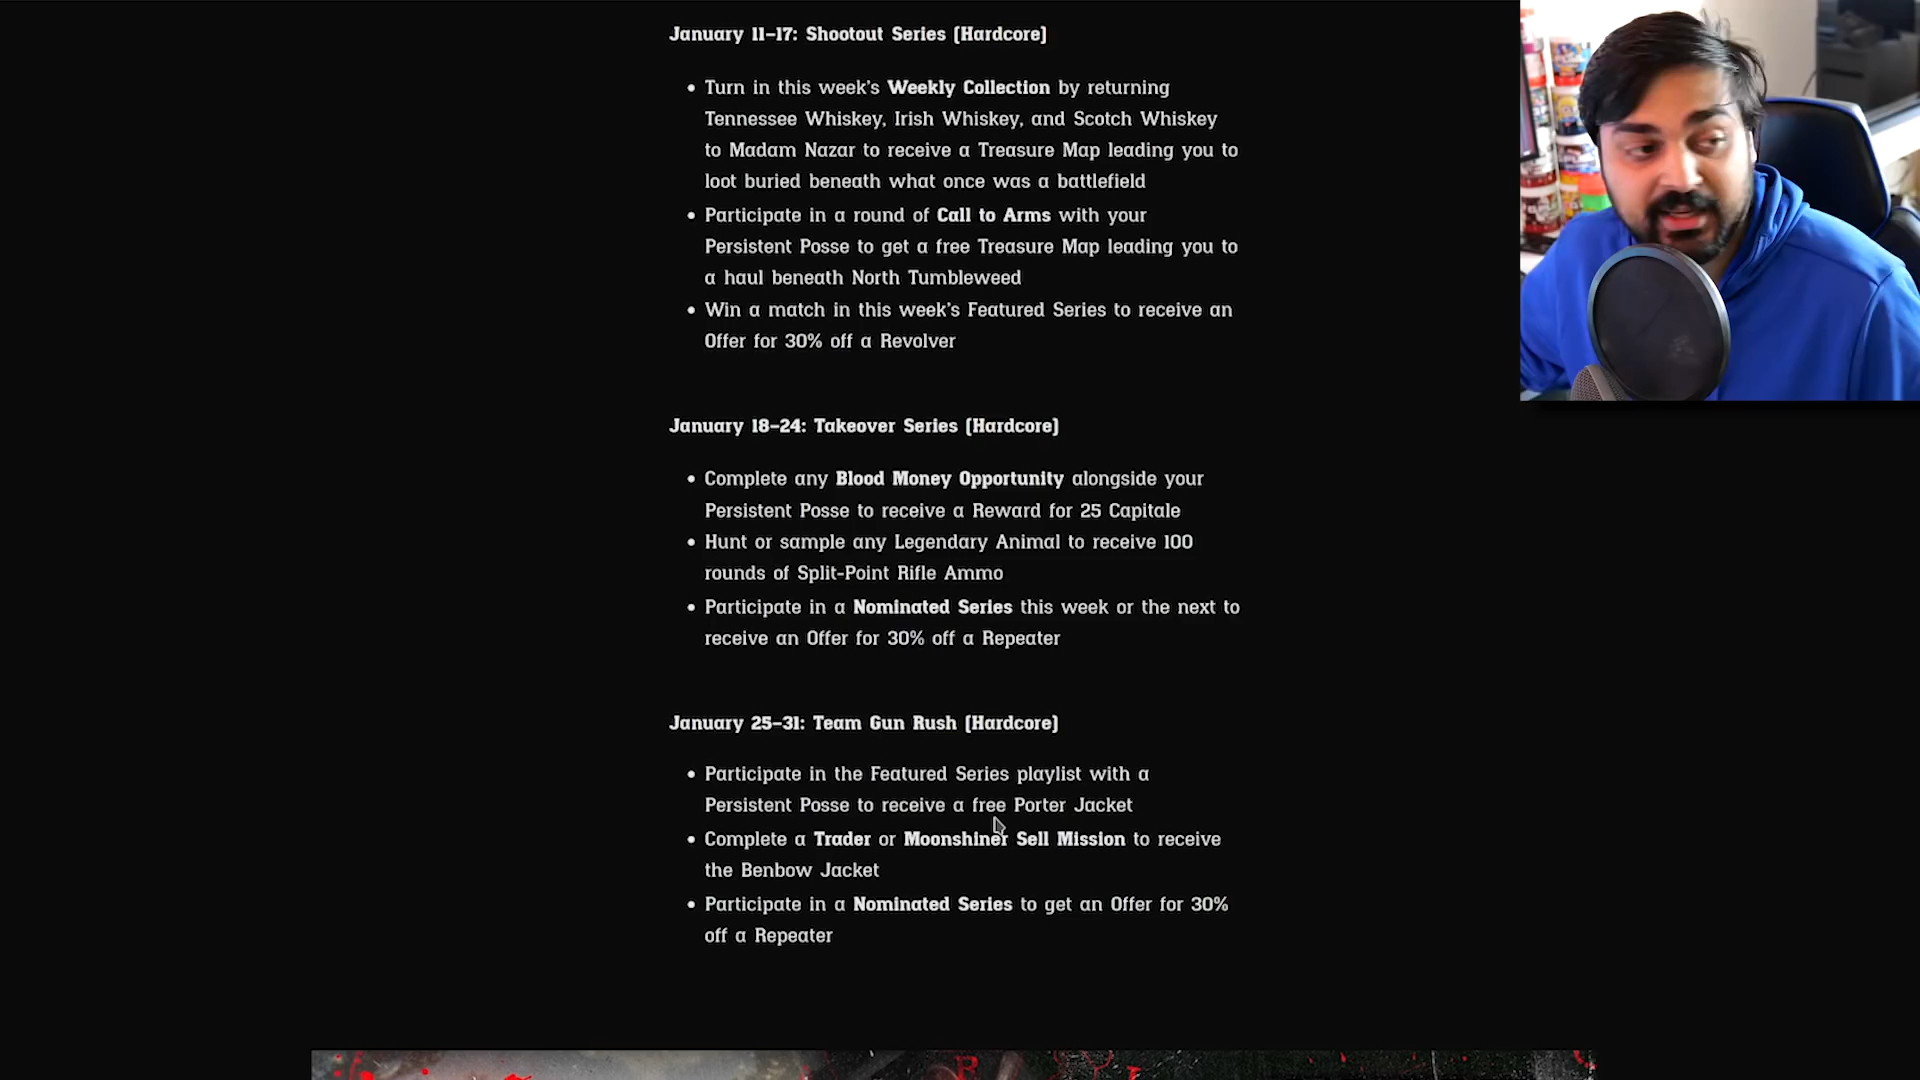 January 11–17: Shootout Series (Hardcore)
• Turn in this week's Weekly Collection by returning
Tennessee Whiskey, Irish Whiskey, and Scotch Whiskey
to Madam Nazar to receive a Treasure Map leading you to
loot buried beneath what once was a battlefield
• Participate in a round of Call to Arms with your
Persistent Posse to get a free Treasure Map leading you to
a haul beneath North Tumbleweed
• Win a match in this week's Featured Series to receive an
Offer for 30% off a Revolver
January 18–24: Takeover Series (Hardcore)
• Complete any Blood Money Opportunity alongside your
Persistent Posse to receive a Reward for 25 Capitale
• Hunt or sample any Legendary Animal to receive 100
rounds of Split-Point Rifle Ammo
• Participate in a Nominated Series this week or the next to
receive an Offer for 30% off a Repeater
January 25–31: Team Gun Rush (Hardcore)
• Participate in the Featured Series playlist with a
Persistent Posse to receive a free Porter Jacket
• Complete a Trader or Moonshiner Sell Mission to receive
the Benbow Jacket
• Participate in a Nominated Series to get an Offer for 30%
off a Repeater